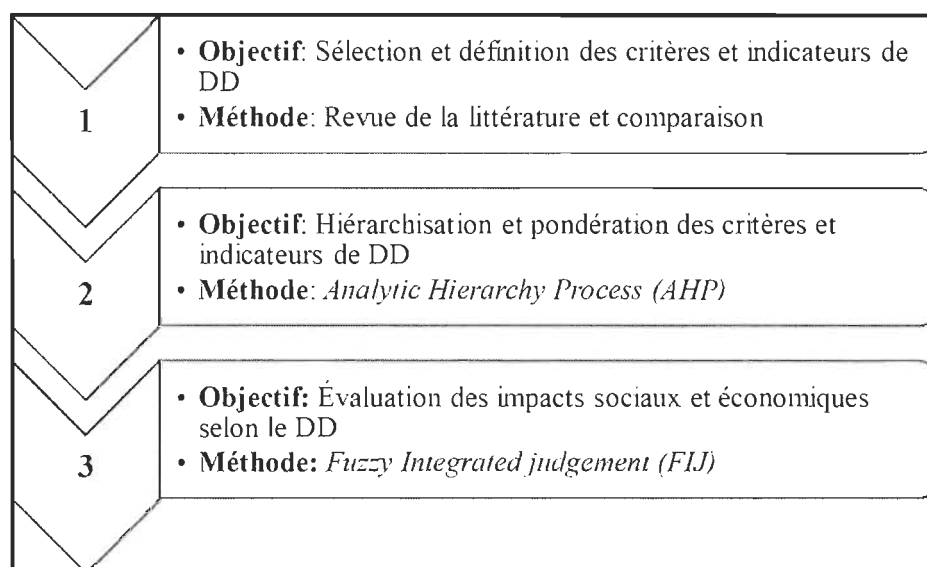 • Objectif: Sélection et définition des critères et indicateurs de
DD
1
• Méthode: Revue de la littérature et comparaison
• Objectif: Hiérarchisation et pondération des critères et
indicateurs de DD
2
• Méthode: Analytic Hierarchy Process (AHP)
• Objectif: Évaluation des impacts sociaux et économiques
selon le DD
3
• Méthode: Fuzzy Integrated judgement (FIJ)